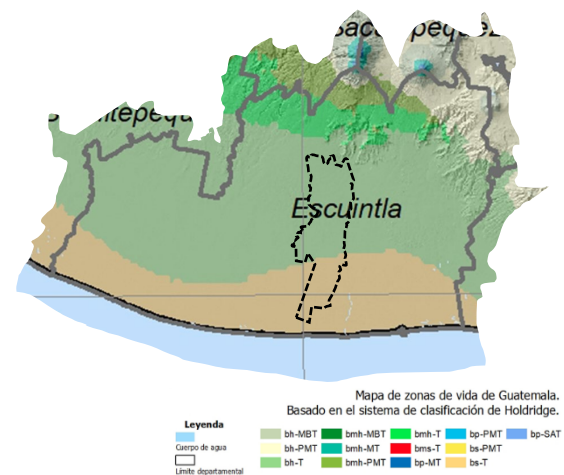 sacatepéquez
Escuintla
Mapa de zonas de vida de Guatemala.
Basado en el sistema de clasificación de Holdridge.
Leyenda
Cuerpo de agua
Límite departamental
bh-MBT bmh-MBT bmh-T bp-PMT bp-SAT
bh-PMT bmh-MT bms-T bs-PMT
bh-T bmh-PMT bp-MT bs-T